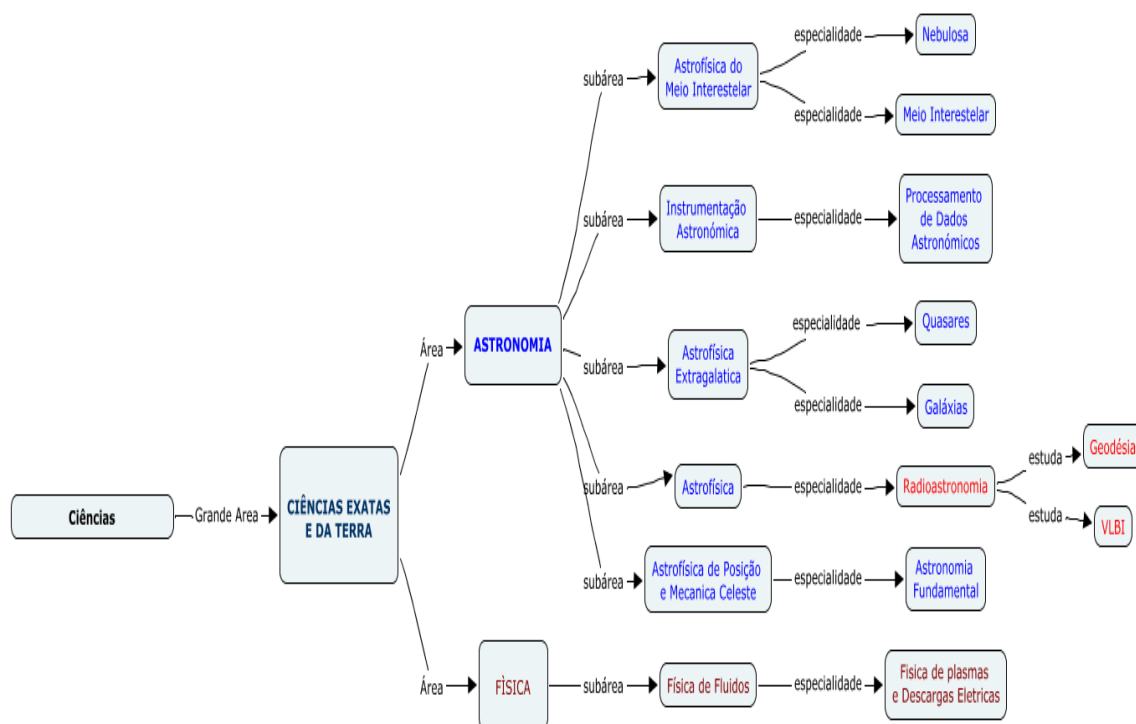 especialidade
Nebulosa
Astrofísica do
Meio Interestelar
subárea
especialidade
Meio Interestelar
Processamento
de Dados
Astronómicos
Instrumentação
Astronómica
subárea
especialidade
especialidade
Quasares
Área
ASTRONOMIA
subárea
Astrofísica
Extragalatica
especialidade
Galáxias
Geodésia
estuda
Ciências
Grande Area
CIÊNCIAS EXATAS
E DA TERRA
subárea
Astrofísica
especialidade
Radioastronomia
estuda
VLBI
subárea
Astrofísica de Posição
e Mecanica Celeste
especialidade
Astronomia
Fundamental
Área
FÌSICA
subárea
Física de Fluidos
especialidade
Fisica de plasmas
e Descargas Eletricas